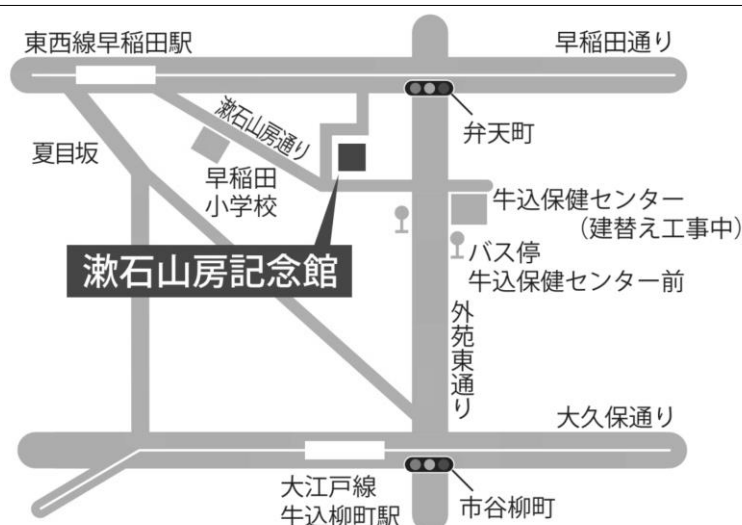 東西線早稲田駅
早稲田通り
漱石山房通り
弁天町
夏目坂
早稲田
小学校
牛込保健センター
(建替え工事中)
漱石山房記念館
バス停
牛込保健センター前
外苑東通り
大久保通り
大江戸線
牛込柳町駅
市谷柳町